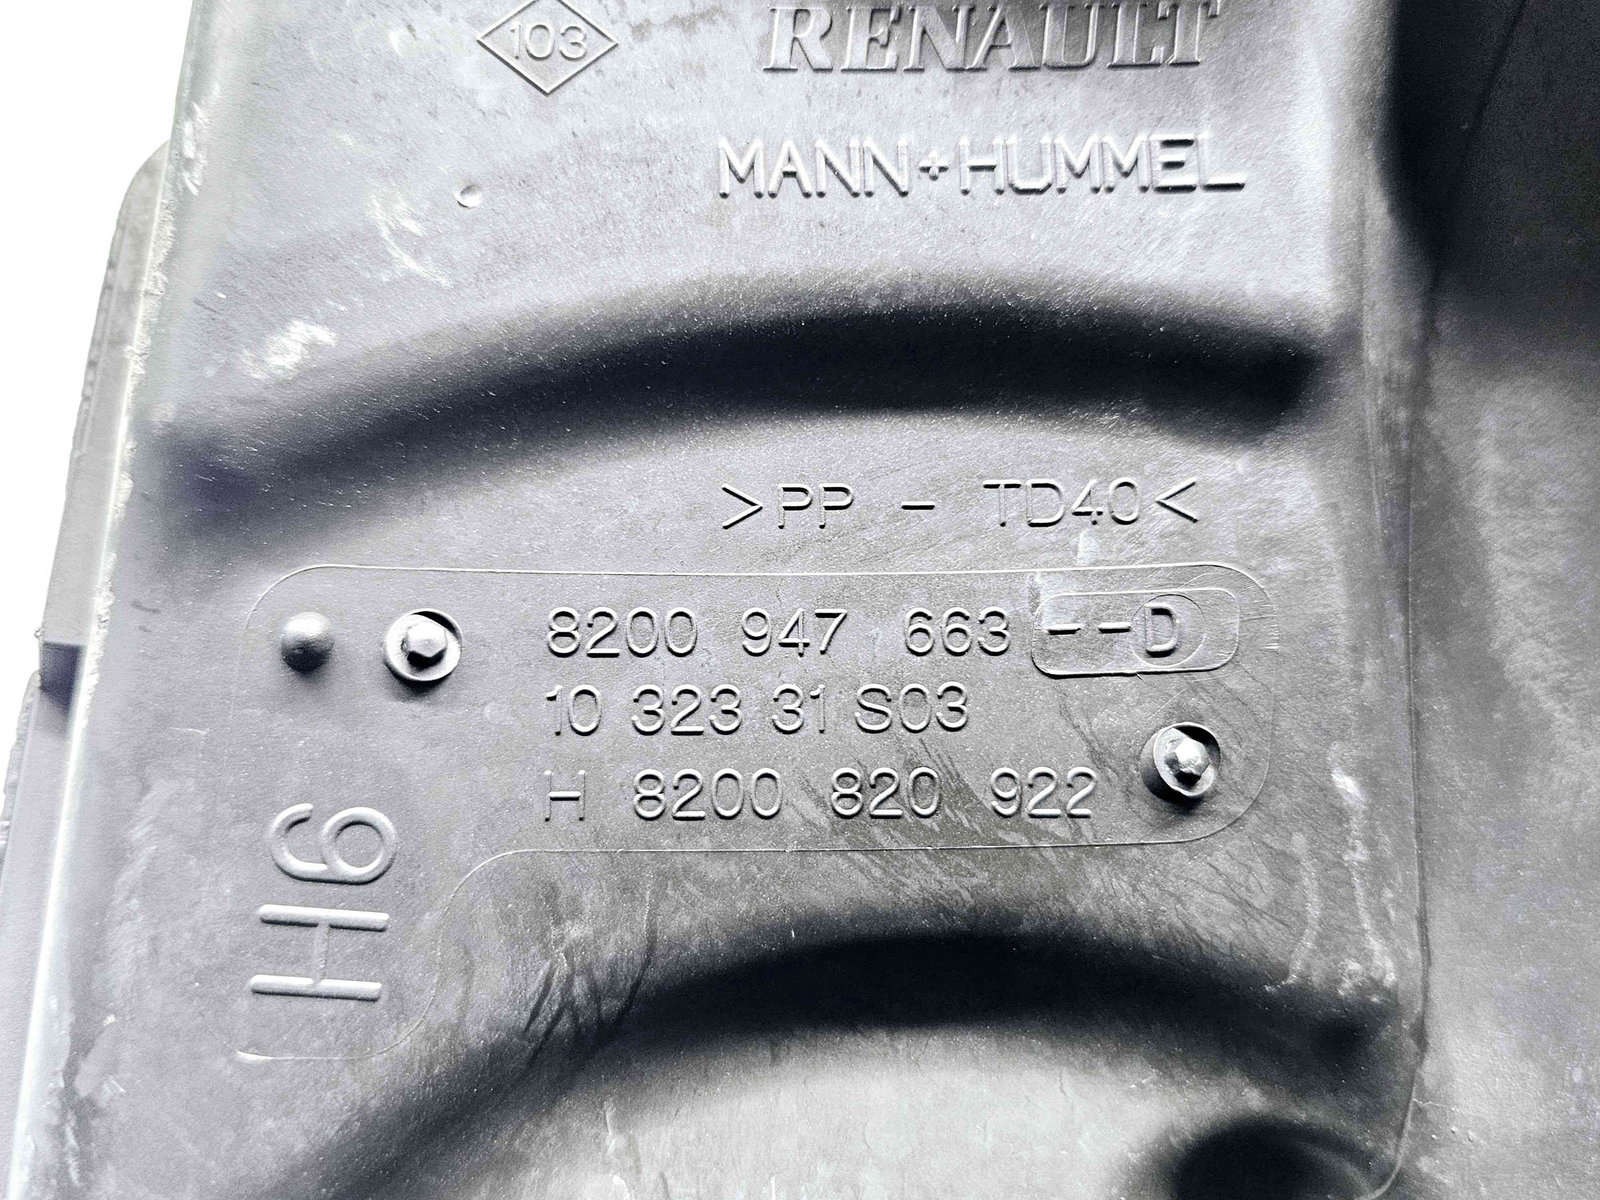 103 RENAULT
MANN+HUMMEL
>PP - TD40<
8200 947 663 --D
10 323 31 S03
H 8200 820 922
H6